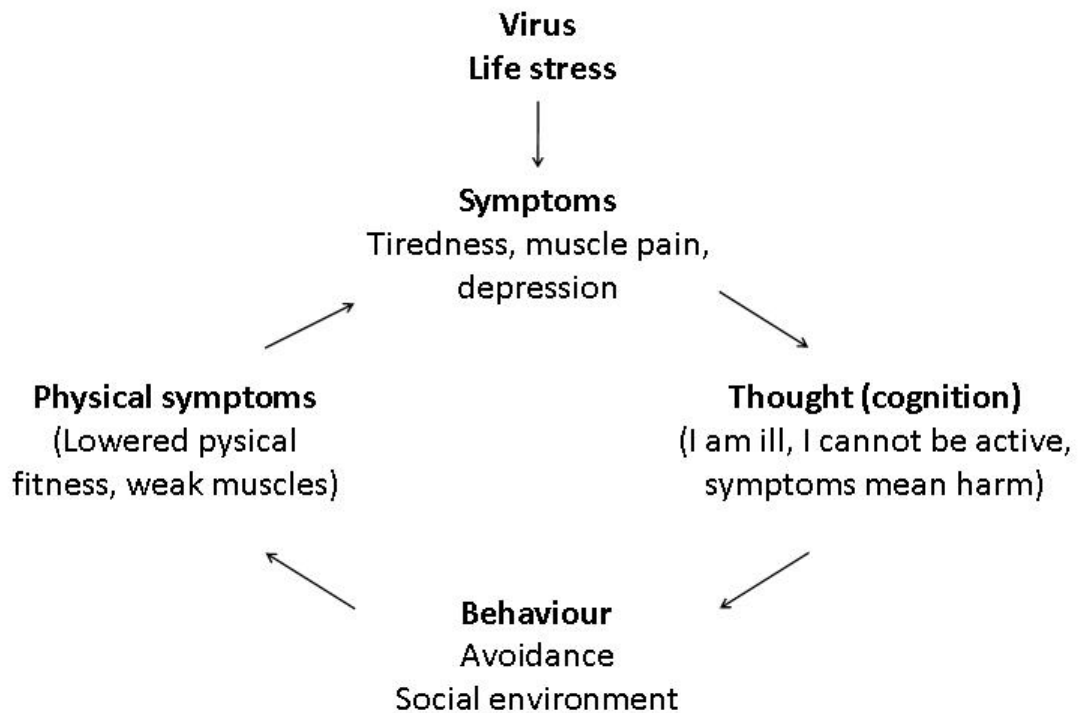 Virus
Life stress
Symptoms
Tiredness, muscle pain,
depression
Physical symptoms
(Lowered pysical
fitness, weak muscles)
Thought (cognition)
(I am ill, I cannot be active,
symptoms mean harm)
Behaviour
Avoidance
Social environment